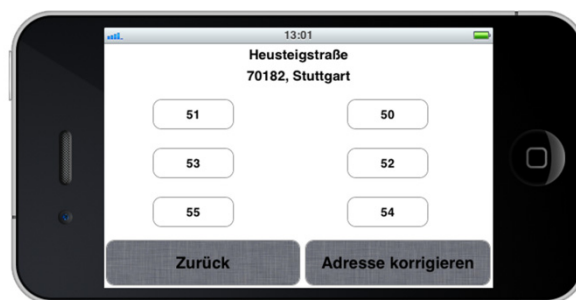 13:01
Heusteigstraße
70182, Stuttgart
51 50
53 52
55 54
Zurück Adresse korrigieren